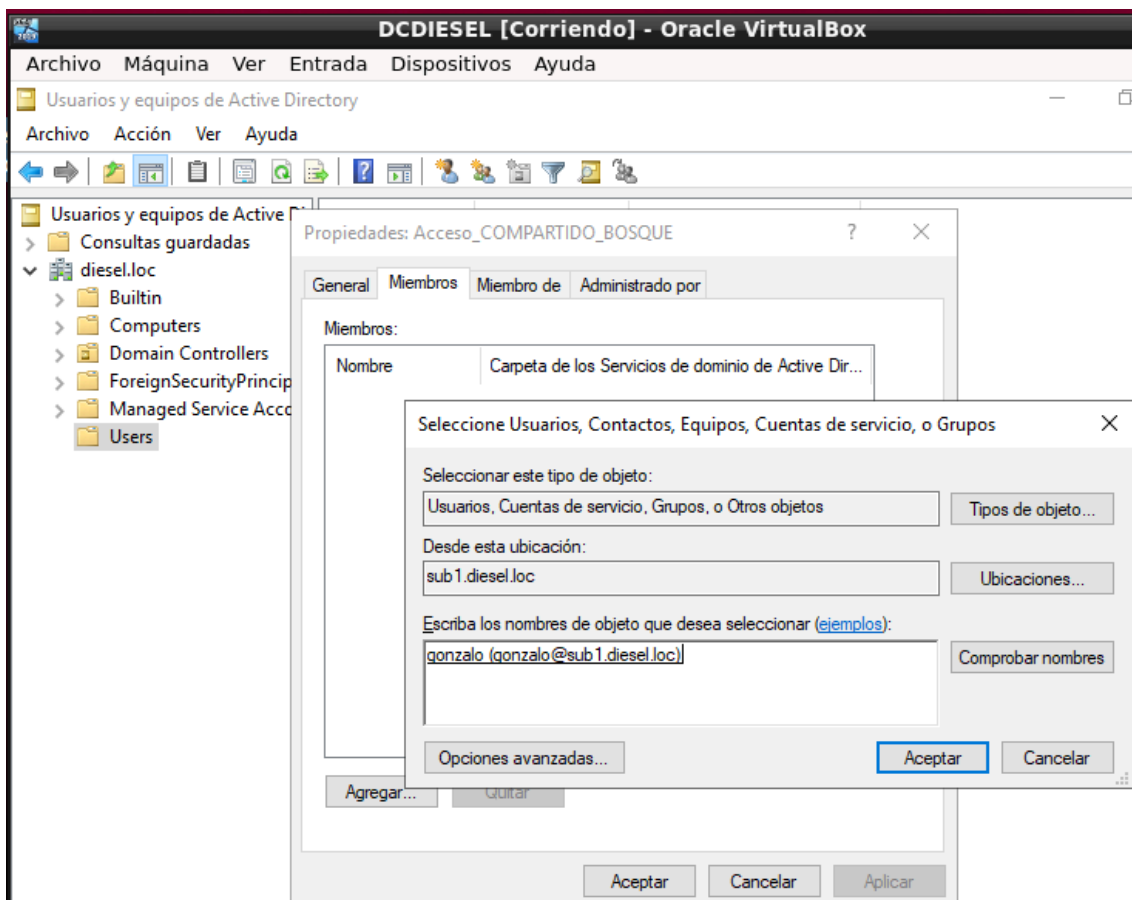 DCDIESEL [Corriendo] - Oracle VirtualBox
Archivo Máquina Ver Entrada Dispositivos Ayuda
Usuarios y equipos de Active Directory
Archivo Acción Ver Ayuda
Usuarios y equipos de Active Di
Consultas guardadas
diesel.loc
Builtin
Computers
Domain Controllers
ForeignSecurityPrincip
Managed Service Acco
Users
Propiedades: Acceso_COMPARTIDO_BOSQUE
?
General Miembros Miembro de Administrado por
Miembros:
Nombre Carpeta de los Servicios de dominio de Active Dir...
Seleccione Usuarios, Contactos, Equipos, Cuentas de servicio, o Grupos
Seleccionar este tipo de objeto:
Usuarios, Cuentas de servicio, Grupos, o Otros objetos Tipos de objeto...
Desde esta ubicación:
sub1.diesel.loc Ubicaciones...
Escriba los nombres de objeto que desea seleccionar (ejemplos):
gonzalo (gonzalo@sub1.diesel.loc) Comprobar nombres
Opciones avanzadas... Aceptar Cancelar
Agregar... Quitar
Aceptar Cancelar Aplicar